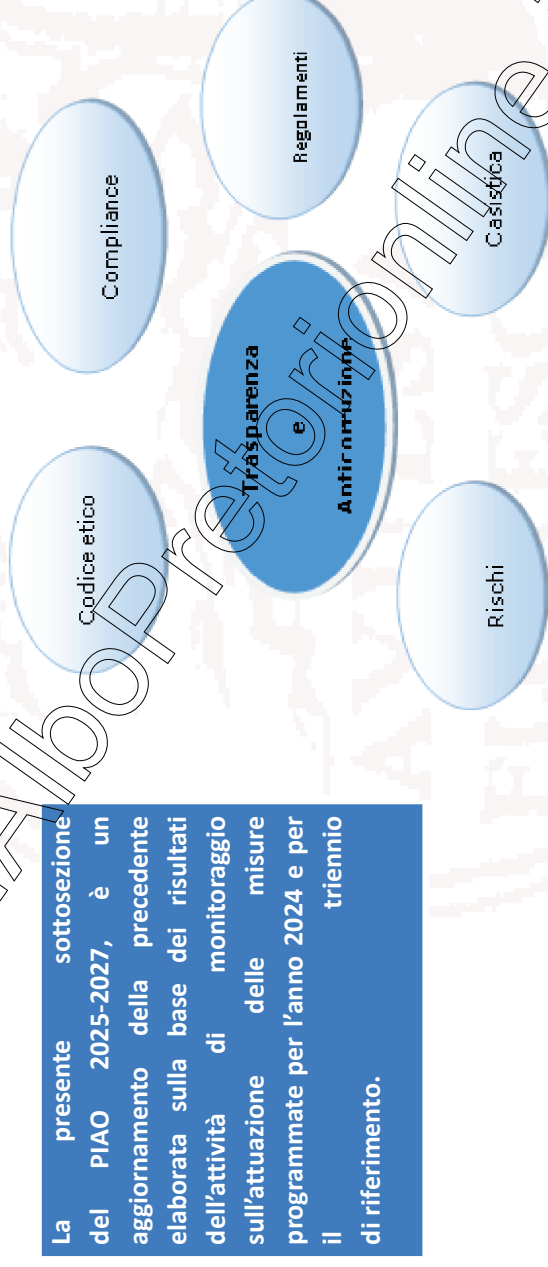 La presente sottosezione
del PIAO 2025-2027, è un
aggiornamento della precedente
elaborata sulla base dei risultati
dell'attività di monitoraggio
sull'attuazione delle misure
programmate per l'anno 2024 e per
il triennio
di riferimento.
Codice etico
Compliance
Regolamenti
Trasparenza
e
Anticorruzione
Rischi
Casistica
AlboPretorionline